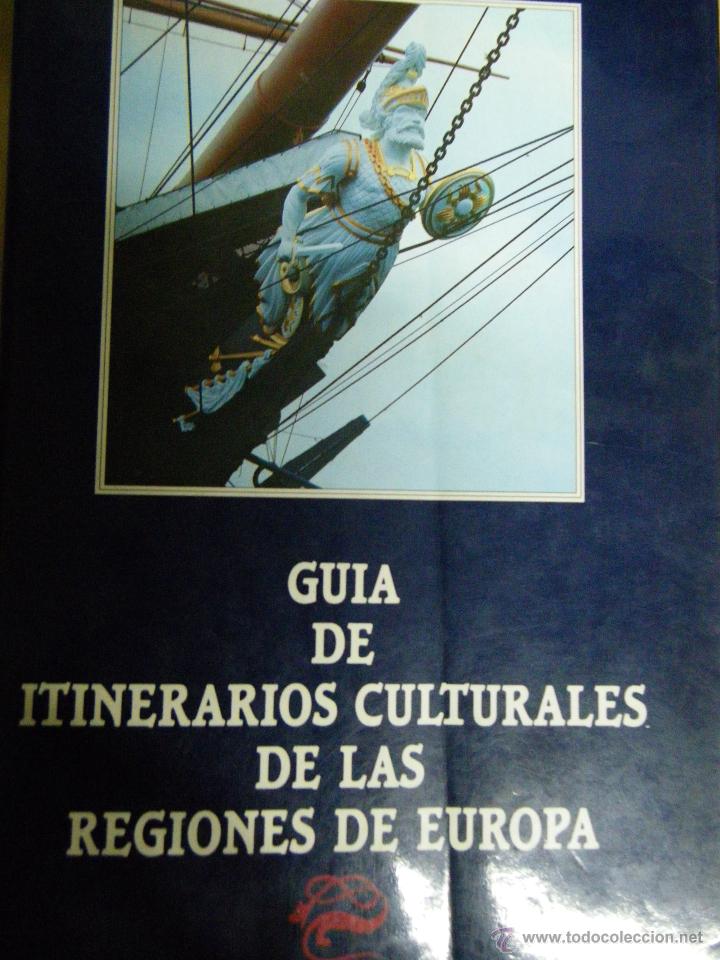 GUIA
DE
ITINERARIOS CULTURALES
DE LAS
REGIONES DE EUROPA
www.todocoleccion.net